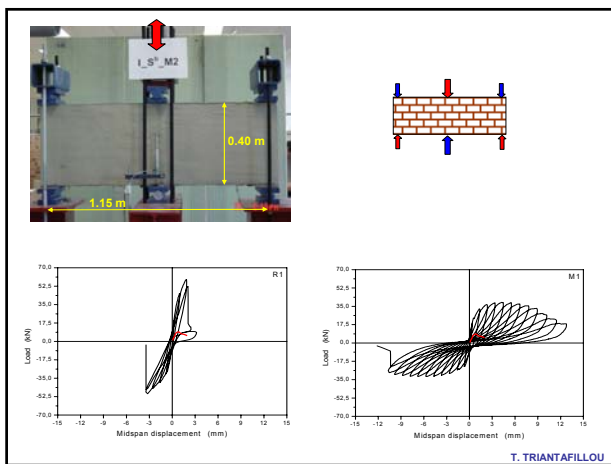 I_Sb_M2
0.40 m
1.15 m
R1
70,0
52,5
35,0
17,5
0,0
-17,5
-35,0
-52,5
-70,0
Load (kN)
-15 -12 -9 -6 -3 0 3 6 9 12 15
Midspan displacement (mm)
M1
70,0
52,5
35,0
17,5
0,0
-17,5
-35,0
-52,5
-70,0
Load (kN)
-15 -12 -9 -6 -3 0 3 6 9 12 15
Midspan displacement (mm)
T. TRIANTAFILLOU